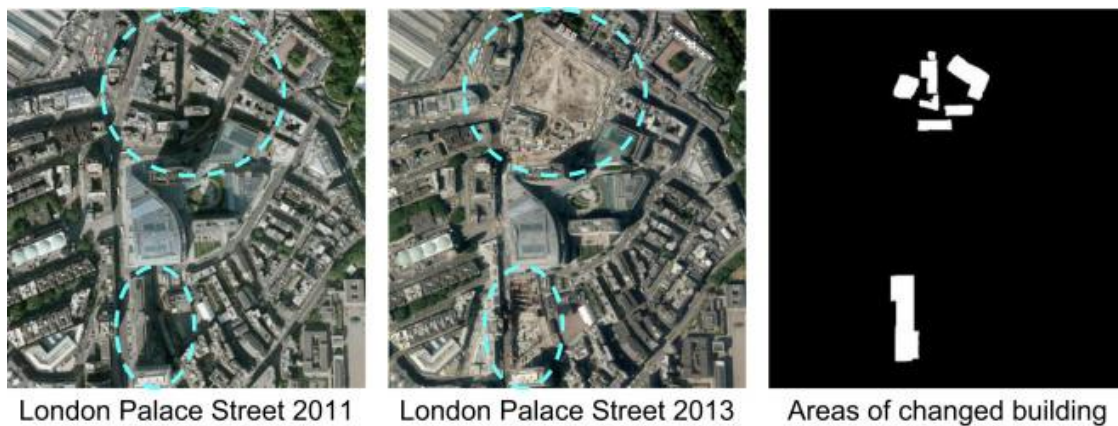 London Palace Street 2011
London Palace Street 2013
Areas of changed building